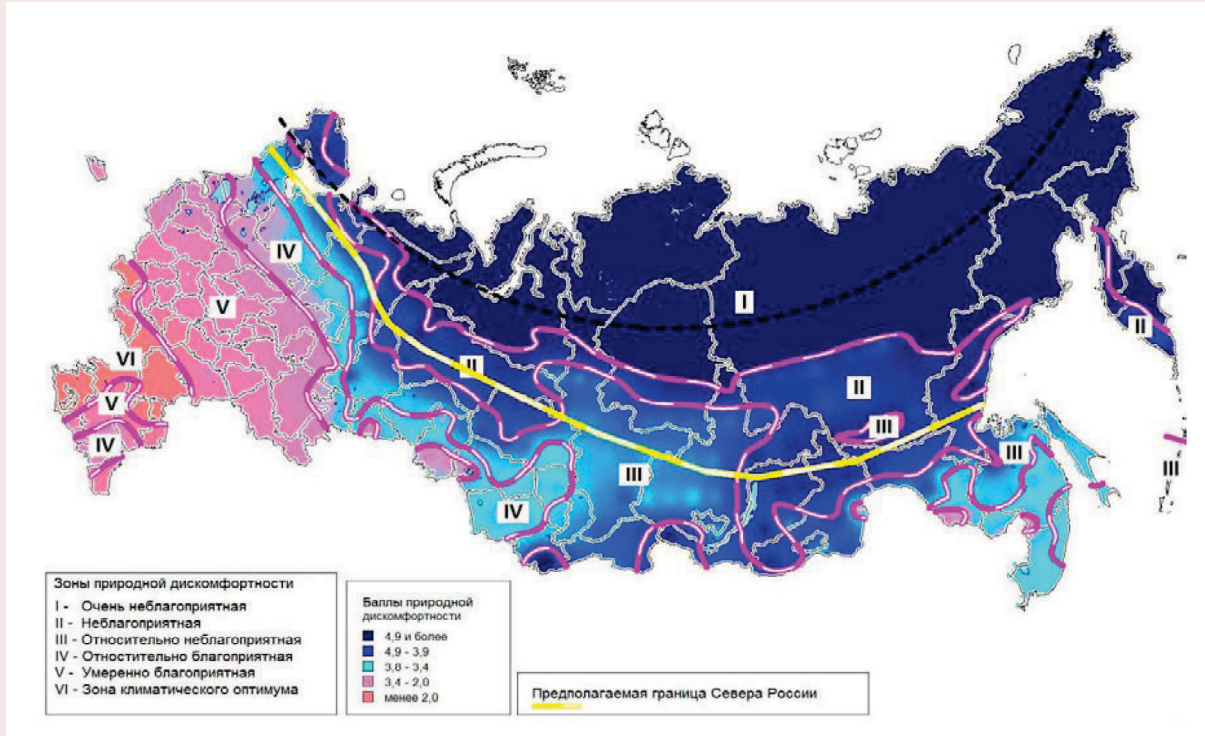 I
IV
II
V
II
II
VI
III
V
III
IV
III
III
IV
Зоны природной дискомфортности
I - Очень неблагоприятная
II - Неблагоприятная
III - Относительно неблагоприятная
IV - Отностительно благоприятная
V - Умеренно благоприятная
VI - Зона климатического оптимума
Баллы природной
дискомфортности
4,9 и более
4,9 - 3,9
3,8 - 3,4
3,4 - 2,0
менее 2,0
Предполагаемая граница Севера России